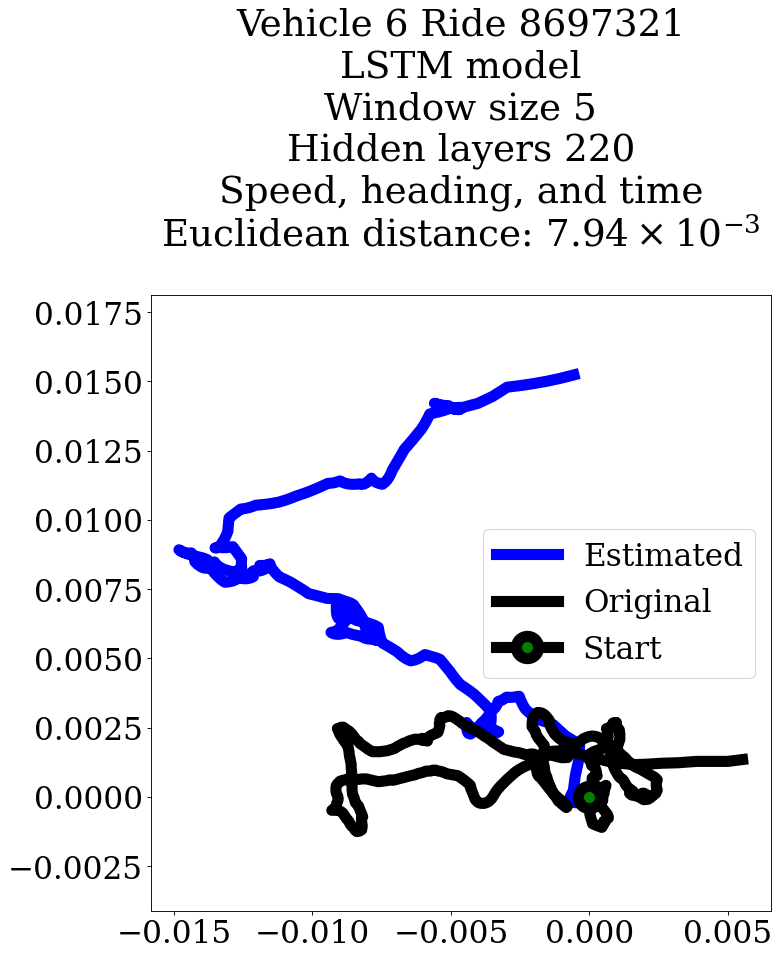 Vehicle 6 Ride 8697321
LSTM model
Window size 5
Hidden layers 220
Speed, heading, and time
Euclidean distance: 7.94 × 10⁻³
0.0175
0.0150
0.0125
0.0100
0.0075
0.0050
0.0025
0.0000
−0.0025
Estimated
Original
Start
−0.015 −0.010 −0.005 0.000 0.005